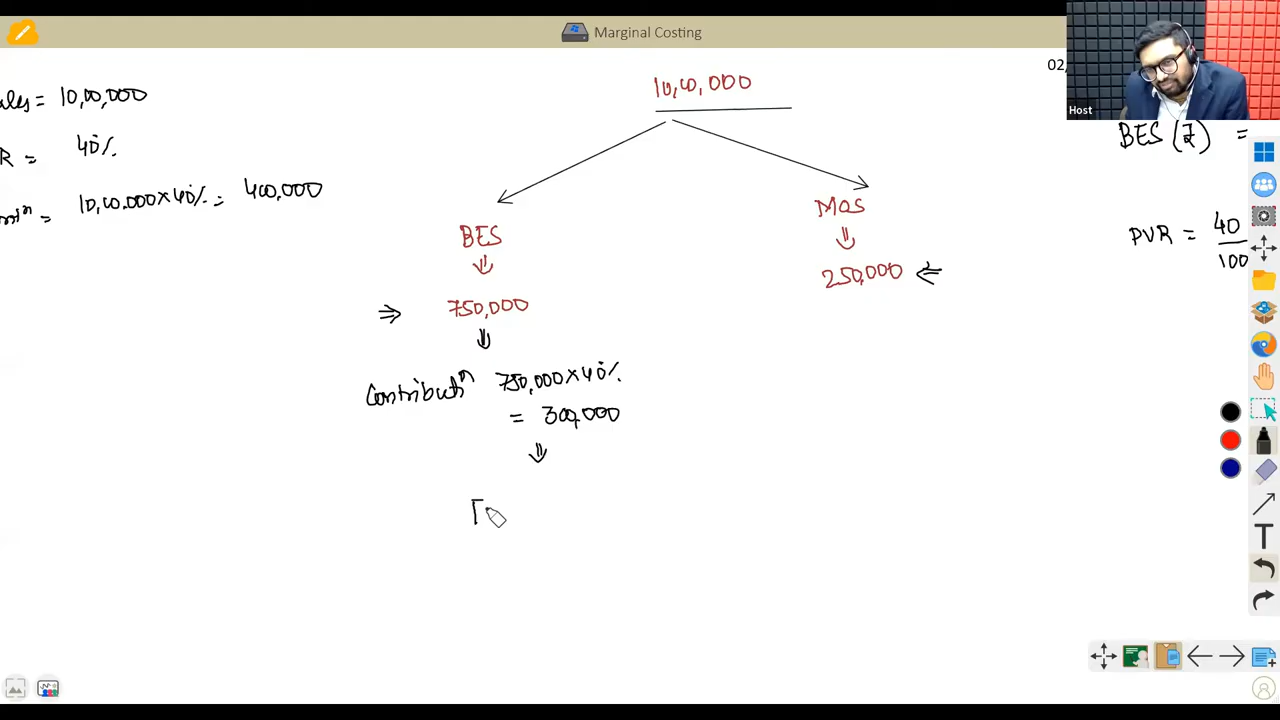 Marginal Costing
Host
02
ales = 10,00,000
R = 40%
10,00,000 x 40% = 400,000
10,00,000
BES
750,000
Contributn 750,000 x 40%
= 300,000
MOS
250,000
BES (₹) =
PVR = 40
100
T